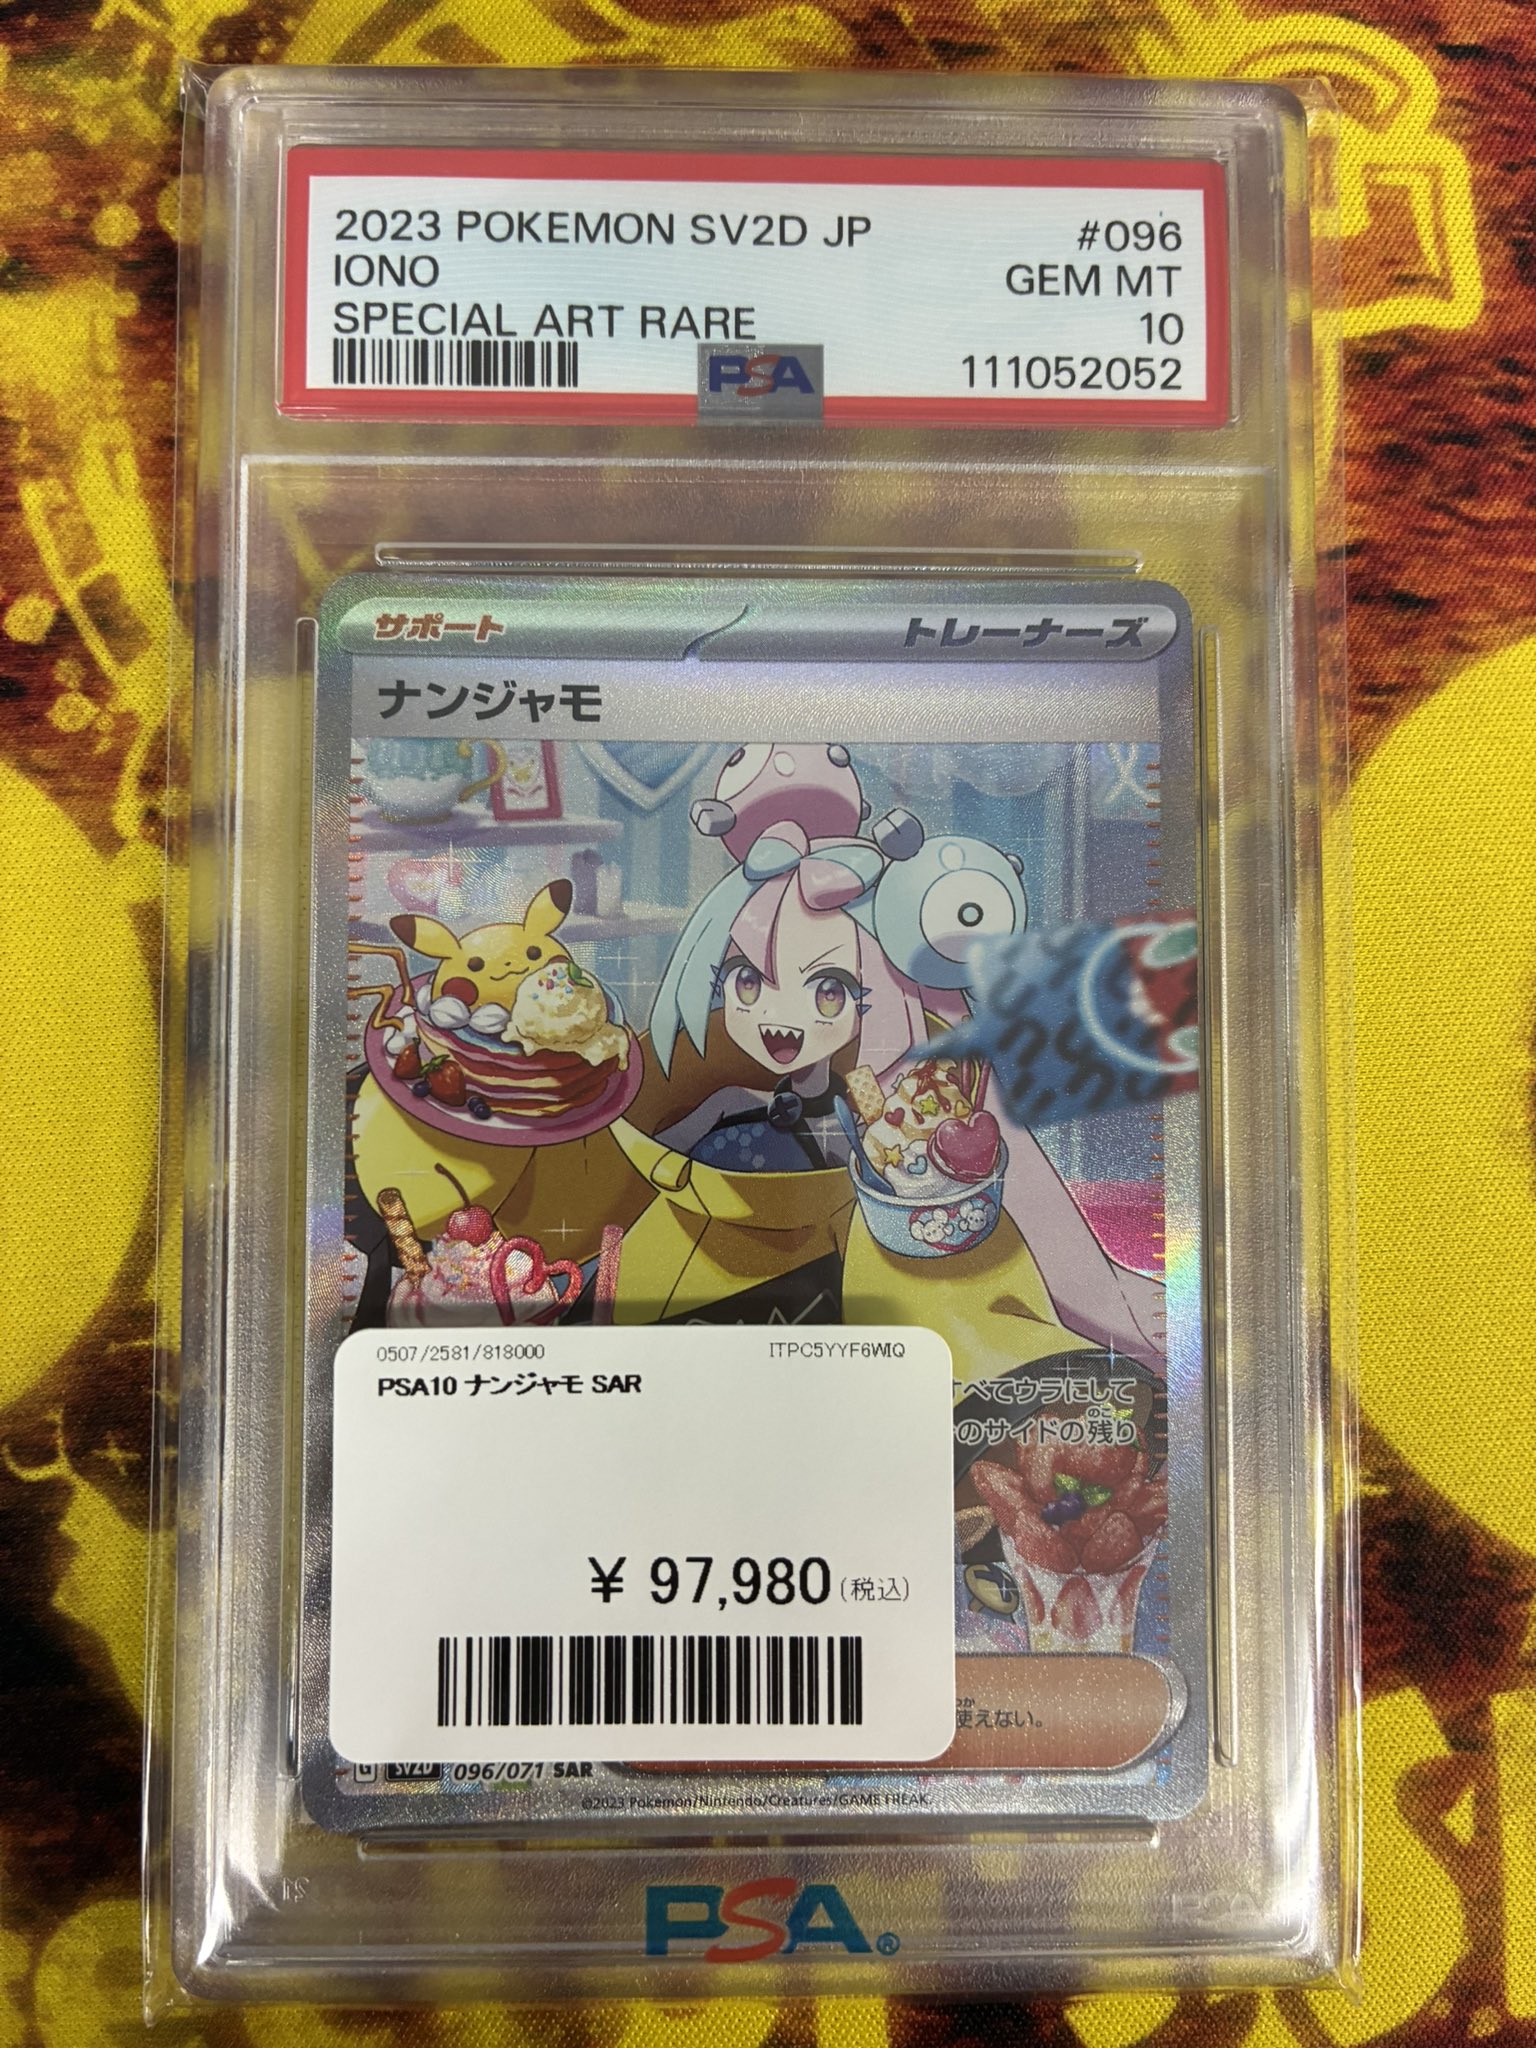 2023 POKEMON SV2D JP #096
IONO GEM MT
SPECIAL ART RARE 10
PSA 111052052
サポート トレーナーズ
ナンジャモ
0507/2581/818000 ITPC5YYF6WIQ
PSA10 ナンジャモ SAR
べてウラにして
のサイドの残り
のこ
¥ 97,980(税込)
使えない。
G SV2D 096/071 SAR
©2023 Pokémon/Nintendo/Creatures/GAME FREAK.
PSA®